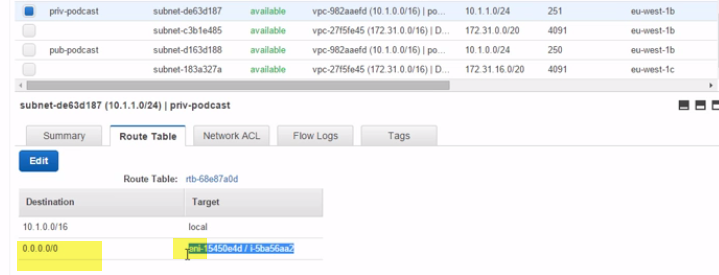 priv-podcast subnet-de63d187 available vpc-982aaefd (10.1.0.0/16) | po... 10.1.1.0/24 251 eu-west-1b
subnet-c3b1e485 available vpc-27f5fe45 (172.31.0.0/16) | D... 172.31.0.0/20 4091 eu-west-1b
pub-podcast subnet-d163d188 available vpc-982aaefd (10.1.0.0/16) | po... 10.1.0.0/24 250 eu-west-1b
subnet-183a327a available vpc-27f5fe45 (172.31.0.0/16) | D... 172.31.16.0/20 4091 eu-west-1c
subnet-de63d187 (10.1.1.0/24) | priv-podcast
Summary Route Table Network ACL Flow Logs Tags
Edit
Route Table: rtb-68e87a0d
Destination Target
10.1.0.0/16 local
0.0.0.0/0 eni-15450e4d / i-5ba56aa2